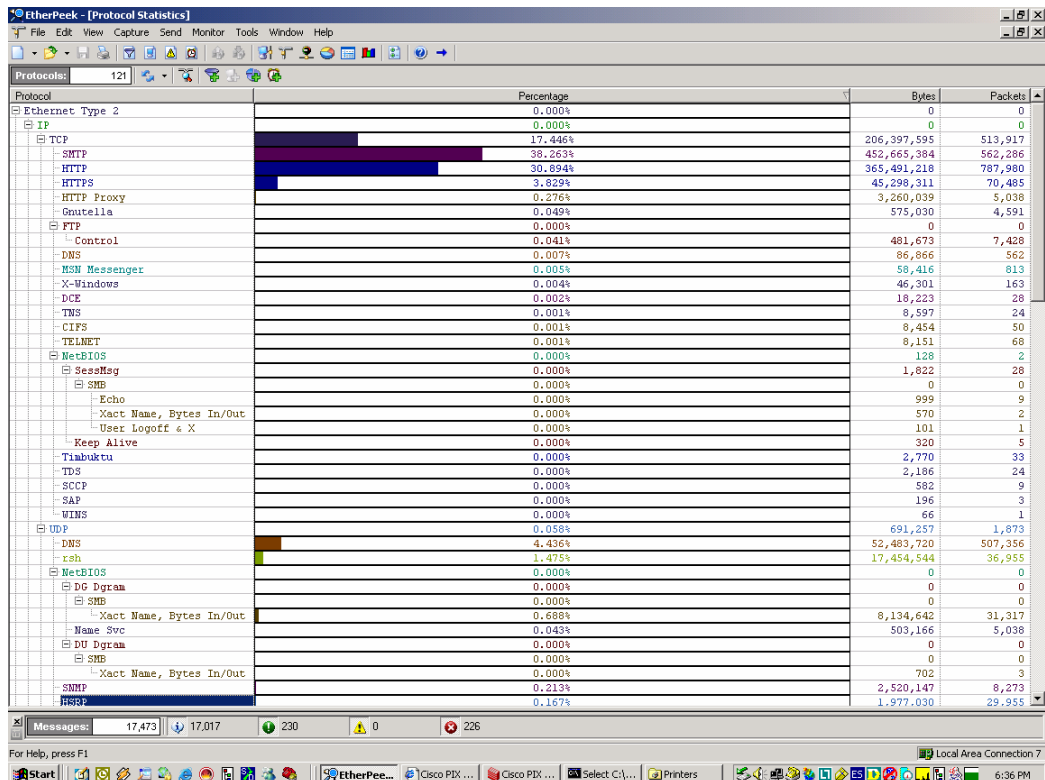 EtherPeek - [Protocol Statistics]
File Edit View Capture Send Monitor Tools Window Help
Protocols: 121
Protocol Percentage Bytes Packets
Ethernet Type 2 0.000% 0 0
IP 0.000% 0 0
TCP 17.446% 206,397,595 513,917
SMTP 38.263% 452,665,384 562,286
HTTP 30.894% 365,491,218 787,980
HTTPS 3.829% 45,298,311 70,485
HTTP Proxy 0.276% 3,260,039 5,038
Gnutella 0.049% 575,030 4,591
FTP 0.000% 0 0
Control 0.041% 481,673 7,428
DNS 0.007% 86,866 562
MSN Messenger 0.005% 58,416 813
X-Windows 0.004% 46,301 163
DCE 0.002% 18,223 28
TNS 0.001% 8,597 24
CIFS 0.001% 8,454 50
TELNET 0.001% 8,151 68
NetBIOS 0.000% 128 2
SessMsg 0.000% 1,822 28
SMB 0.000% 0 0
Echo 0.000% 999 9
Xact Name, Bytes In/Out 0.000% 570 2
User Logoff & X 0.000% 101 1
Keep Alive 0.000% 320 5
Timbuktu 0.000% 2,770 33
TDS 0.000% 2,186 24
SCCP 0.000% 582 9
SAP 0.000% 196 3
WINS 0.000% 66 1
UDP 0.058% 691,257 1,873
DNS 4.436% 52,483,720 507,356
rsh 1.475% 17,454,544 36,955
NetBIOS 0.000% 0 0
DG Dgram 0.000% 0 0
SMB 0.000% 0 0
Xact Name, Bytes In/Out 0.688% 8,134,642 31,317
Name Svc 0.043% 503,166 5,038
DU Dgram 0.000% 0 0
SMB 0.000% 0 0
Xact Name, Bytes In/Out 0.000% 702 3
SNMP 0.213% 2,520,147 8,273
HSRP 0.167% 1,977,030 29,955
Messages: 17,473 17,017 230 0 226
For Help, press F1 Local Area Connection 7
Start EtherPee... Cisco PIX ... Cisco PIX ... Select C:\... Printers ES 6:36 PM